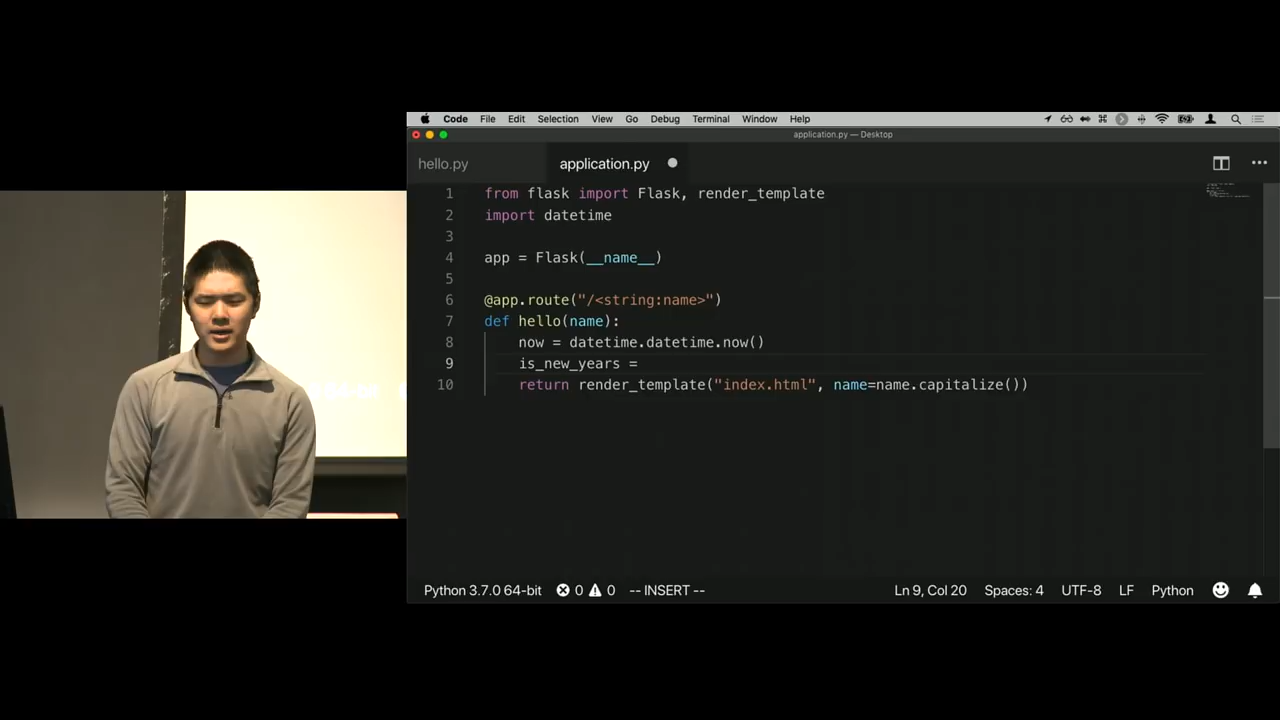 Code File Edit Selection View Go Debug Terminal Window Help
application.py — Desktop
hello.py application.py
1 from flask import Flask, render_template
2 import datetime
3
4 app = Flask(__name__)
5
6 @app.route("/<string:name>")
7 def hello(name):
8 now = datetime.datetime.now()
9 is_new_years =
10 return render_template("index.html", name=name.capitalize())
Python 3.7.0 64-bit 0 0 -- INSERT -- Ln 9, Col 20 Spaces: 4 UTF-8 LF Python